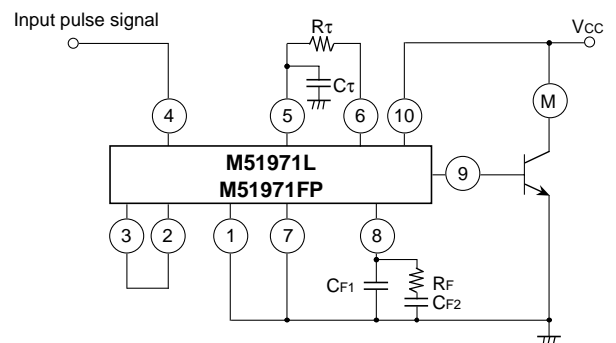 Input pulse signal
Rτ
Vcc
Cτ
M
4
5
6
10
M51971L
M51971FP
9
3
2
1
7
8
CF1
RF
CF2